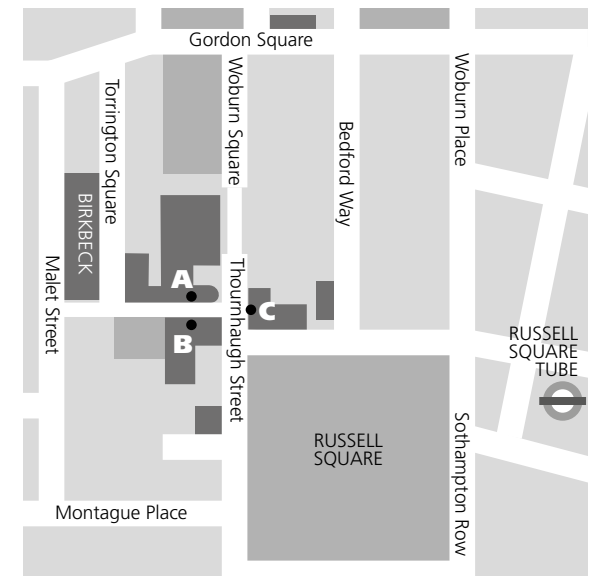 Gordon Square
Woburn Square
Woburn Place
Torrington Square
Bedford Way
BIRKBECK
Malet Street
A
Thournhaugh Street
C
B
RUSSELL
SQUARE
TUBE
RUSSELL
SQUARE
Sothampton Row
Montague Place